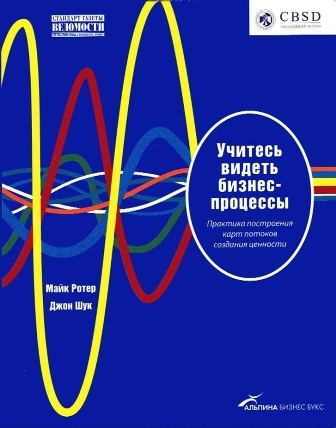 СТАНДАРТ ГАЗЕТЫ
ВЕДОМОСТИ
CBSD
Учитесь
видеть
бизнес-
процессы
Практика построения
карт потоков
создания ценности
Майк Ротер
Джон Шук
АЛЬПИНА БИЗНЕС БУКС